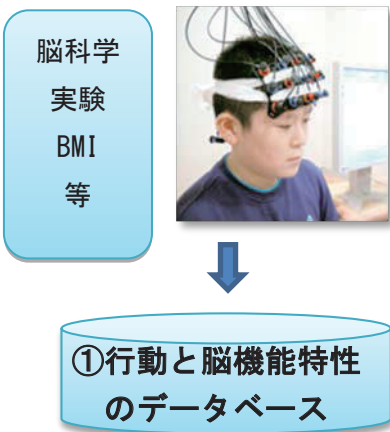 脳科学
実験
BMI
等
①行動と脳機能特性
のデータベース